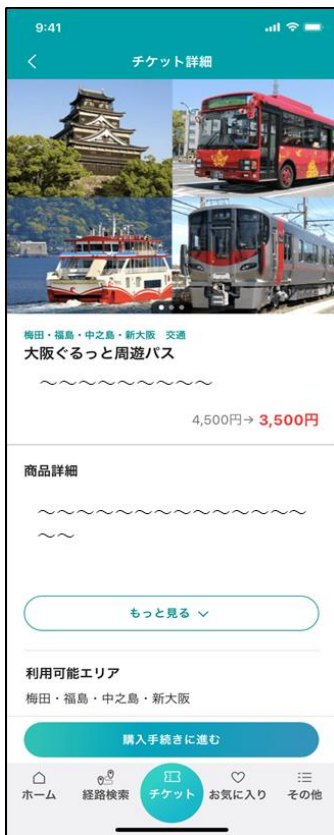 9:41
チケット詳細
梅田・福島・中之島・新大阪 交通
大阪ぐるっと周遊パス
～～～～～～～～～
4,500円→ 3,500円
商品詳細
～～～～～～～～～～～～～～
～～
もっと見る
利用可能エリア
梅田・福島・中之島・新大阪
購入手続きに進む
ホーム 経路検索 チケット お気に入り その他